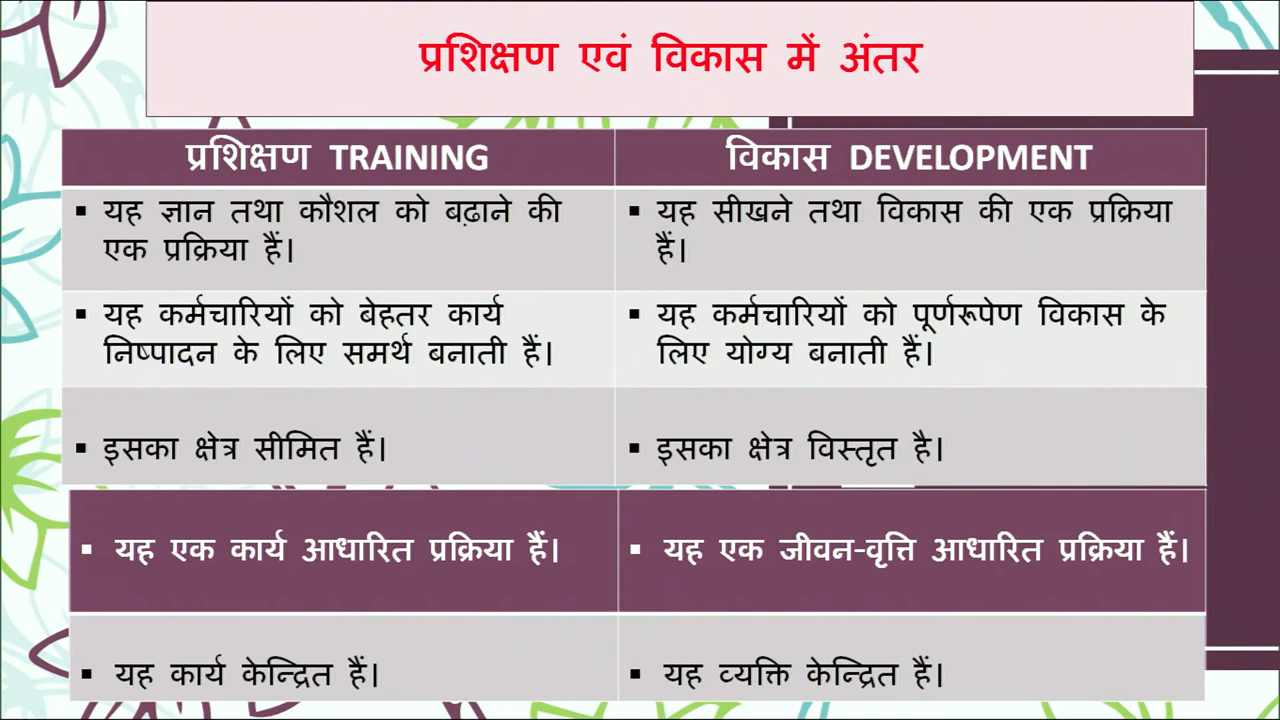 प्रशिक्षण एवं विकास में अंतर
प्रशिक्षण TRAINING
विकास DEVELOPMENT
▪ यह ज्ञान तथा कौशल को बढ़ाने की
एक प्रक्रिया हैं।
▪ यह सीखने तथा विकास की एक प्रक्रिया
हैं।
▪ यह कर्मचारियों को बेहतर कार्य
निष्पादन के लिए समर्थ बनाती हैं।
▪ यह कर्मचारियों को पूर्णरूपेण विकास के
लिए योग्य बनाती हैं।
▪ इसका क्षेत्र सीमित हैं।
▪ इसका क्षेत्र विस्तृत है।
▪ यह एक कार्य आधारित प्रक्रिया हैं।
▪ यह एक जीवन-वृत्ति आधारित प्रक्रिया हैं।
▪ यह कार्य केन्द्रित हैं।
▪ यह व्यक्ति केन्द्रित हैं।